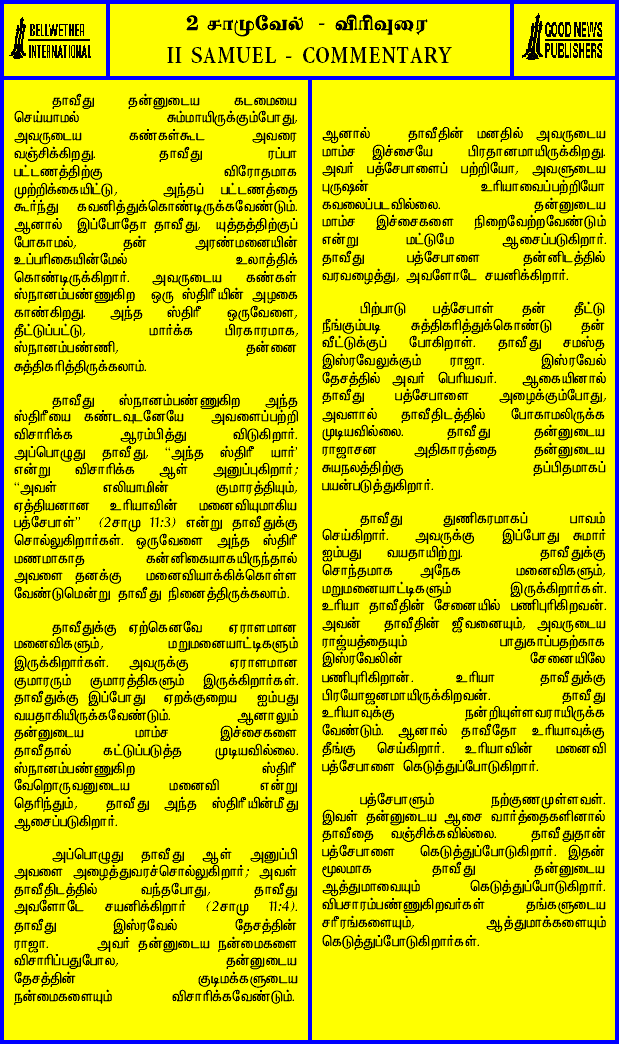 BELLWETHER
INTERNATIONAL
2 சாமுவேல் - விரிவுரை
II SAMUEL - COMMENTARY
GOOD NEWS
PUBLISHERS
தாவீது தன்னுடைய கடமையை
செய்யாமல் சும்மாயிருக்கும்போது,
அவருடைய கண்கள்கூட அவரை
வஞ்சிக்கிறது. தாவீது ரப்பா
பட்டணத்திற்கு விரோதமாக
முற்றிக்கையிட்டு, அந்தப் பட்டணத்தை
கூர்ந்து கவனித்துக்கொண்டிருக்கவேண்டும்.
ஆனால் இப்போதோ தாவீது, யுத்தத்திற்குப்
போகாமல், தன் அரண்மனையின்
உப்பரிகையின்மேல் உலாத்திக்
கொண்டிருக்கிறார். அவருடைய கண்கள்
ஸ்நானம்பண்ணுகிற ஒரு ஸ்திரீயின் அழகை
காண்கிறது. அந்த ஸ்திரீ ஒருவேளை,
தீட்டுப்பட்டு, மார்க்க பிரகாரமாக,
ஸ்நானம்பண்ணி, தன்னை
சுத்திகரித்திருக்கலாம்.
தாவீது ஸ்நானம்பண்ணுகிற அந்த
ஸ்திரீயை கண்டவுடனேயே அவளைப்பற்றி
விசாரிக்க ஆரம்பித்து விடுகிறார்.
அப்பொழுது தாவீது, “அந்த ஸ்திரீ யார்'
என்று விசாரிக்க ஆள் அனுப்புகிறார்;
“அவள் எலியாமின் குமாரத்தியும்,
ஏத்தியனான உரியாவின் மனைவியுமாகிய
பத்சேபாள்” (2சாமு 11:3) என்று தாவீதுக்கு
சொல்லுகிறார்கள். ஒருவேளை அந்த ஸ்திரீ
மணமாகாத கன்னிகையாகயிருந்தால்
அவளை தனக்கு மனைவியாக்கிக்கொள்ள
வேண்டுமென்று தாவீது நினைத்திருக்கலாம்.
தாவீதுக்கு ஏற்கெனவே ஏராளமான
மனைவிகளும், மறுமனையாட்டிகளும்
இருக்கிறார்கள். அவருக்கு ஏராளமான
குமாரரும் குமாரத்திகளும் இருக்கிறார்கள்.
தாவீதுக்கு இப்போது ஏறக்குறைய ஐம்பது
வயதாகியிருக்கவேண்டும். ஆனாலும்
தன்னுடைய மாம்ச இச்சைகளை
தாவீதால் கட்டுப்படுத்த முடியவில்லை.
ஸ்நானம்பண்ணுகிற ஸ்திரீ
வேறொருவனுடைய மனைவி என்று
தெரிந்தும், தாவீது அந்த ஸ்திரீயின்மீது
ஆசைப்படுகிறார்.
அப்பொழுது தாவீது ஆள் அனுப்பி
அவளை அழைத்துவரச்சொல்லுகிறார்; அவள்
தாவீதிடத்தில் வந்தபோது, தாவீது
அவளோடே சயனிக்கிறார் (2சாமு 11:4).
தாவீது இஸ்ரவேல் தேசத்தின்
ராஜா. அவர் தன்னுடைய நன்மைகளை
விசாரிப்பதுபோல, தன்னுடைய
தேசத்தின் குடிமக்களுடைய
நன்மைகளையும் விசாரிக்கவேண்டும்.
ஆனால் தாவீதின் மனதில் அவருடைய
மாம்ச இச்சையே பிரதானமாயிருக்கிறது.
அவர் பத்சேபாளைப் பற்றியோ, அவளுடைய
புருஷன் உரியாவைப்பற்றியோ
கவலைப்படவில்லை. தன்னுடைய
மாம்ச இச்சைகளை நிறைவேற்றவேண்டும்
என்று மட்டுமே ஆசைப்படுகிறார்.
தாவீது பத்சேபாளை தன்னிடத்தில்
வரவழைத்து, அவளோடே சயனிக்கிறார்.
பிற்பாடு பத்சேபாள் தன் தீட்டு
நீங்கும்படி சுத்திகரித்துக்கொண்டு தன்
வீட்டுக்குப் போகிறாள். தாவீது சமஸ்த
இஸ்ரவேலுக்கும் ராஜா. இஸ்ரவேல்
தேசத்தில் அவர் பெரியவர். ஆகையினால்
தாவீது பத்சேபாளை அழைக்கும்போது,
அவளால் தாவீதிடத்தில் போகாமலிருக்க
முடியவில்லை. தாவீது தன்னுடைய
ராஜாசன அதிகாரத்தை தன்னுடைய
சுயநலத்திற்கு தப்பிதமாகப்
பயன்படுத்துகிறார்.
தாவீது துணிகரமாகப் பாவம்
செய்கிறார். அவருக்கு இப்போது சுமார்
ஐம்பது வயதாயிற்று. தாவீதுக்கு
சொந்தமாக அநேக மனைவிகளும்,
மறுமனையாட்டிகளும் இருக்கிறார்கள்.
உரியா தாவீதின் சேனையில் பணிபுரிகிறவன்.
அவன் தாவீதின் ஜீவனையும், அவருடைய
ராஜ்யத்தையும் பாதுகாப்பதற்காக
இஸ்ரவேலின் சேனையிலே
பணிபுரிகிறான். உரியா தாவீதுக்கு
பிரயோஜனமாயிருக்கிறவன். தாவீது
உரியாவுக்கு நன்றியுள்ளவராயிருக்க
வேண்டும். ஆனால் தாவீதோ உரியாவுக்கு
தீங்கு செய்கிறார். உரியாவின் மனைவி
பத்சேபாளை கெடுத்துப்போடுகிறார்.
பத்சேபாளும் நற்குணமுள்ளவள்.
இவள் தன்னுடைய ஆசை வார்த்தைகளினால்
தாவீதை வஞ்சிக்கவில்லை. தாவீதுதான்
பத்சேபாளை கெடுத்துப்போடுகிறார். இதன்
மூலமாக தாவீது தன்னுடைய
ஆத்துமாவையும் கெடுத்துப்போடுகிறார்.
விபசாரம்பண்ணுகிறவர்கள் தங்களுடைய
சரீரங்களையும், ஆத்துமாக்களையும்
கெடுத்துப்போடுகிறார்கள்.